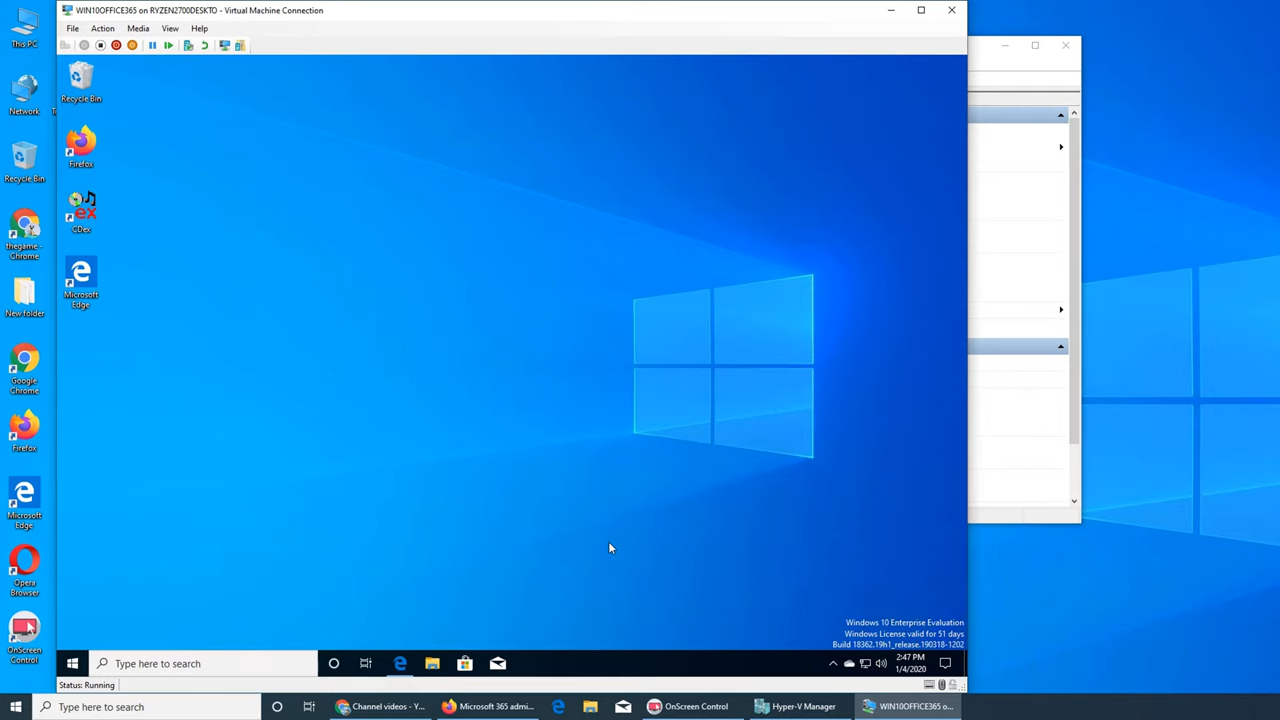 WIN10OFFICE365 on RYZEN2700DESKTO - Virtual Machine Connection
File Action Media View Help
This PC
Network
Recycle Bin
thegame - Chrome
New folder
Google Chrome
Firefox
Microsoft Edge
Opera Browser
OnScreen Control
Recycle Bin
Firefox
CDex
Microsoft Edge
Windows 10 Enterprise Evaluation
Windows License valid for 51 days
Build 18362.19h1_release.190318-1202
Type here to search
2:47 PM
1/4/2020
Status: Running
Type here to search
Channel videos - Y...
Microsoft 365 admi...
OnScreen Control
Hyper-V Manager
WIN10OFFICE365 o...